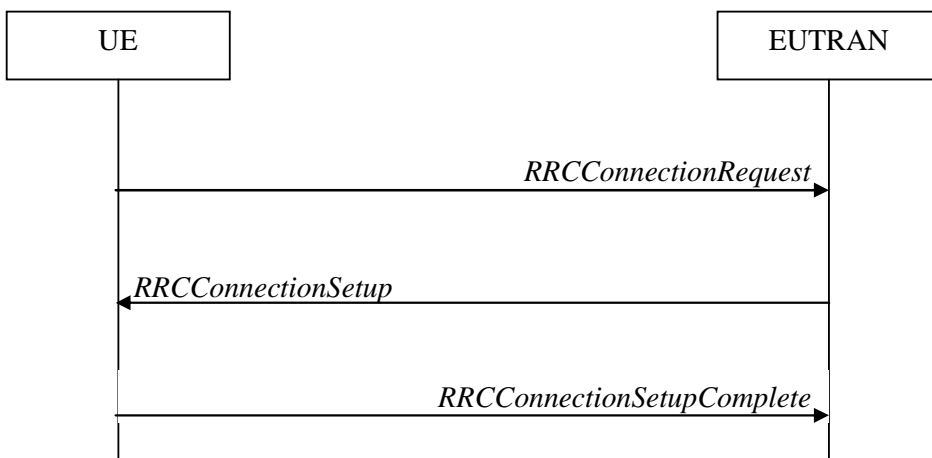 UE
EUTRAN
RRCConnectionRequest
RRCConnectionSetup
RRCConnectionSetupComplete